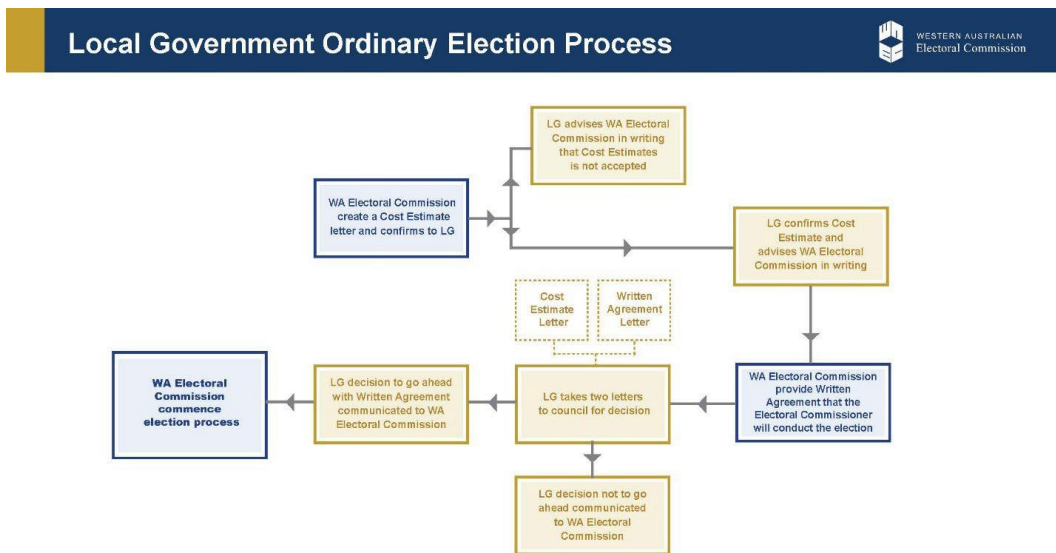 Local Government Ordinary Election Process
WESTERN AUSTRALIAN
Electoral Commission
LG advises WA Electoral
Commission in writing
that Cost Estimates
is not accepted
WA Electoral Commission
create a Cost Estimate
letter and confirms to LG
LG confirms Cost
Estimate and
advises WA Electoral
Commission in writing
Cost
Estimate
Letter
Written
Agreement
Letter
WA Electoral
Commission
commence
election process
LG decision to go ahead
with Written Agreement
communicated to WA
Electoral Commission
LG takes two letters
to council for decision
WA Electoral Commission
provide Written
Agreement that the
Electoral Commissioner
will conduct the election
LG decision not to go
ahead communicated
to WA Electoral
Commission